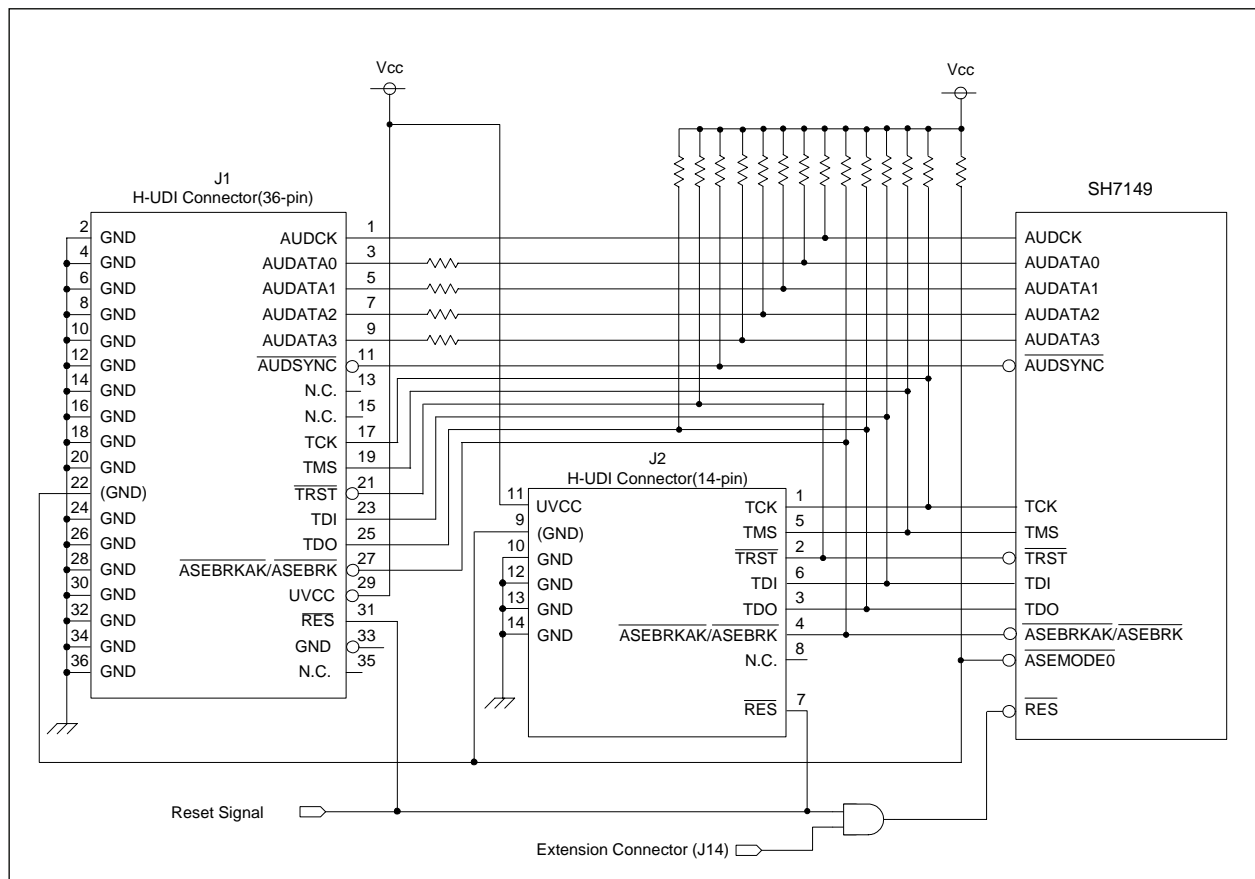 Vcc
Vcc
J1
H-UDI Connector(36-pin)
SH7149
2 GND AUDCK 1 AUDCK
4 GND AUDATA0 3 AUDATA0
6 GND AUDATA1 5 AUDATA1
8 GND AUDATA2 7 AUDATA2
10 GND AUDATA3 9 AUDATA3
12 GND AUDSYNC 11 AUDSYNC
14 GND N.C. 13
16 GND N.C. 15
18 GND TCK 17
20 GND TMS 19
22 (GND) TRST 21
24 GND TDI 23
26 GND TDO 25
28 GND ASEBRKAK/ASEBRK 27
30 GND UVCC 29
32 GND RES 31
34 GND GND 33
36 GND N.C. 35
J2
H-UDI Connector(14-pin)
11 UVCC TCK 1 TCK
9 (GND) TMS 5 TMS
10 GND TRST 2 TRST
12 GND TDI 6 TDI
13 GND TDO 3 TDO
14 GND ASEBRKAK/ASEBRK 4 ASEBRKAK/ASEBRK
N.C. 8 ASEMODE0
RES 7 RES
Reset Signal
Extension Connector (J14)